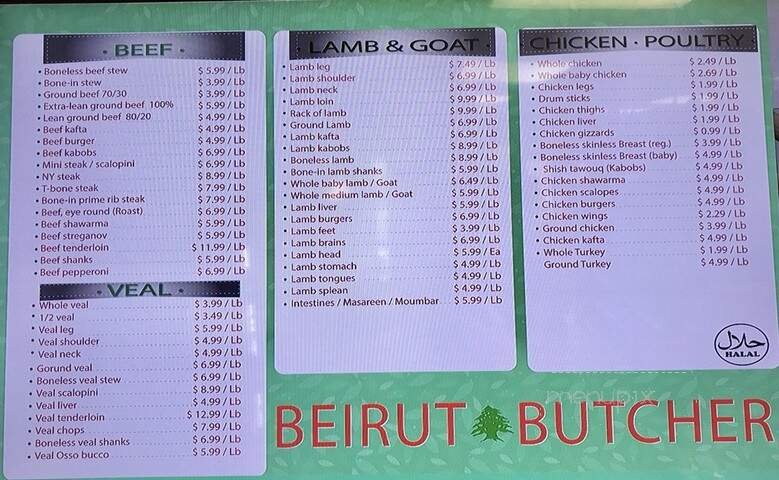 BEEF
Boneless beef stew $ 5.99 / Lb
Bone-in stew $ 3.99 / Lb
Ground beef 70/30 $ 3.99 / Lb
Extra-lean ground beef 100% $ 5.99 / Lb
Lean ground beef 80/20 $ 4.99 / Lb
Beef kafta $ 4.99 / Lb
Beef burger $ 4.99 / Lb
Beef kabobs $ 6.99 / Lb
Mini steak / scalopini $ 6.99 / Lb
NY steak $ 8.99 / Lb
T-bone steak $ 7.99 / Lb
Bone-in prime rib steak $ 7.99 / Lb
Beef, eye round (Roast) $ 6.99 / Lb
Beef shawarma $ 5.99 / Lb
Beef streganov $ 5.99 / Lb
Beef tenderloin $ 11.99 / Lb
Beef shanks $ 5.99 / Lb
Beef pepperoni $ 6.99 / Lb
VEAL
Whole veal $ 3.99 / Lb
1/2 veal $ 3.49 / Lb
Veal leg $ 5.99 / Lb
Veal shoulder $ 4.99 / Lb
Veal neck $ 4.99 / Lb
Gorund veal $ 6.99 / Lb
Boneless veal stew $ 6.99 / Lb
Veal scalopini $ 8.99 / Lb
Veal liver $ 4.99 / Lb
Veal tenderloin $ 12.99 / Lb
Veal chops $ 7.99 / Lb
Boneless veal shanks $ 6.99 / Lb
Veal Osso bucco $ 5.99 / Lb
LAMB & GOAT
Lamb leg $ 7.49 / Lb
Lamb shoulder $ 6.99 / Lb
Lamb neck $ 6.99 / Lb
Lamb loin $ 9.99 / Lb
Rack of lamb $ 9.99 / Lb
Ground Lamb $ 6.99 / Lb
Lamb kafta $ 6.99 / Lb
Lamb kabobs $ 8.99 / Lb
Boneless lamb $ 8.99 / Lb
Bone-in lamb shanks $ 5.99 / Lb
Whole baby lamb / Goat $ 6.49 / Lb
Whole medium lamb / Goat $ 5.99 / Lb
Lamb liver $ 5.99 / Lb
Lamb burgers $ 6.99 / Lb
Lamb feet $ 3.99 / Lb
Lamb brains $ 6.99 / Lb
Lamb head $ 5.99 / Ea
Lamb stomach $ 4.99 / Lb
Lamb tongues $ 4.99 / Lb
Lamb splean $ 4.99 / Lb
Intestines / Masareen / Moumbar $ 5.99 / Lb
CHICKEN · POULTRY
Whole chicken $ 2.49 / Lb
Whole baby chicken $ 2.69 / Lb
Chicken legs $ 1.99 / Lb
Drum sticks $ 1.99 / Lb
Chicken thighs $ 1.99 / Lb
Chicken liver $ 1.99 / Lb
Chicken gizzards $ 0.99 / Lb
Boneless skinless Breast (reg.) $ 3.99 / Lb
Boneless skinless Breast (baby) $ 4.99 / Lb
Shish tawouq (Kabobs) $ 4.99 / Lb
Chicken shawarma $ 4.99 / Lb
Chicken scalopes $ 4.99 / Lb
Chicken burgers $ 4.99 / Lb
Chicken wings $ 2.29 / Lb
Ground chicken $ 3.99 / Lb
Chicken kafta $ 4.99 / Lb
Whole Turkey $ 1.99 / Lb
Ground Turkey $ 4.99 / Lb
حلال
HALAL
menupix
BEIRUT BUTCHER